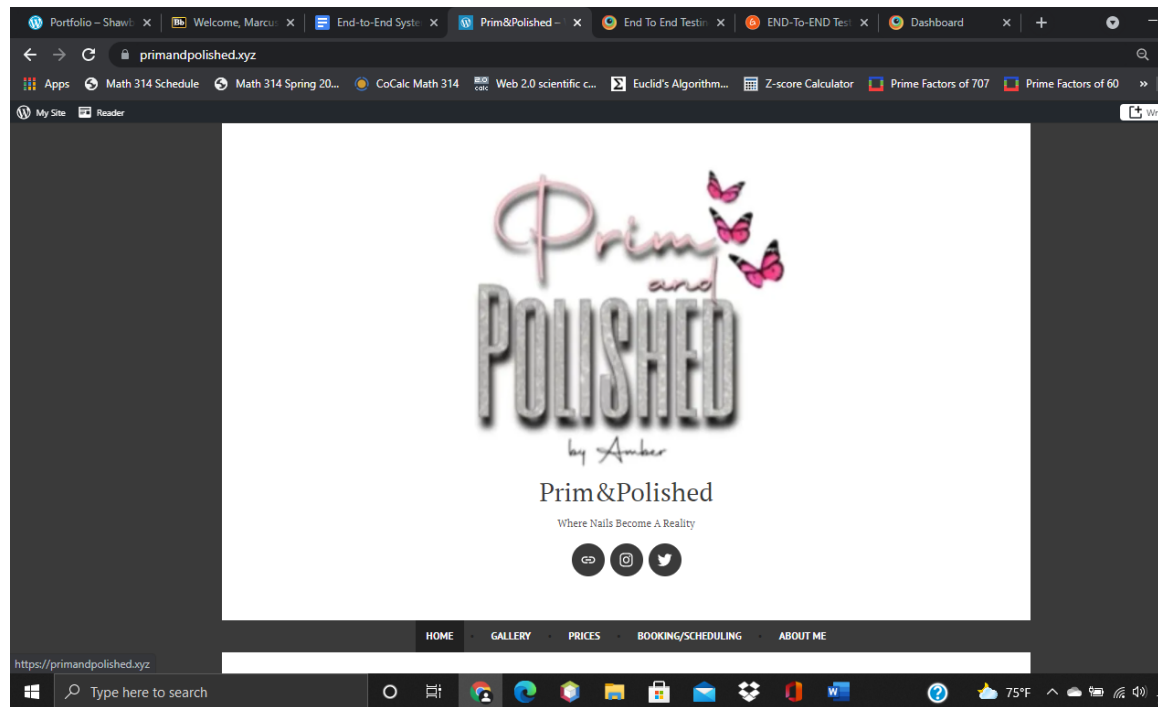 Portfolio – Shawb
Bb Welcome, Marcus
End-to-End Syste
Prim&Polished –
End To End Testin
END-To-END Test
Dashboard
primandpolished.xyz
Apps
Math 314 Schedule
Math 314 Spring 20...
CoCalc Math 314
Web 2.0 scientific c...
Euclid's Algorithm...
Z-score Calculator
Prime Factors of 707
Prime Factors of 60
»
My Site
Reader
Wr
Prim
and
POLISHED
by Amber
Prim&Polished
Where Nails Become A Reality
HOME
GALLERY
PRICES
BOOKING/SCHEDULING
ABOUT ME
https://primandpolished.xyz
Type here to search
75°F